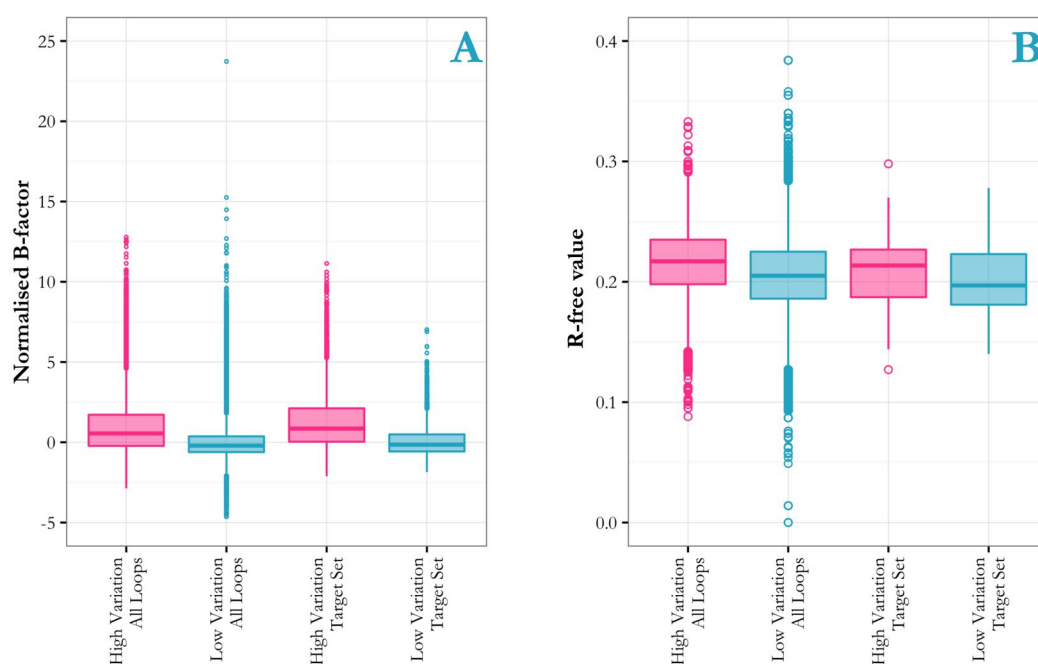 A
Normalised B-factor
25
20
15
10
5
0
-5
High Variation
All Loops
Low Variation
All Loops
High Variation
Target Set
Low Variation
Target Set
B
R-free value
0.4
0.3
0.2
0.1
0.0
High Variation
All Loops
Low Variation
All Loops
High Variation
Target Set
Low Variation
Target Set